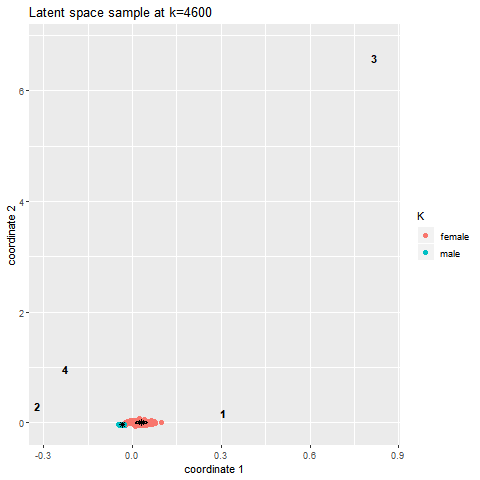 Latent space sample at k=4600
3
6
4
K
female
male
coordinate 2
2
4
2
1
0
-0.3
0.0
0.3
0.6
0.9
coordinate 1